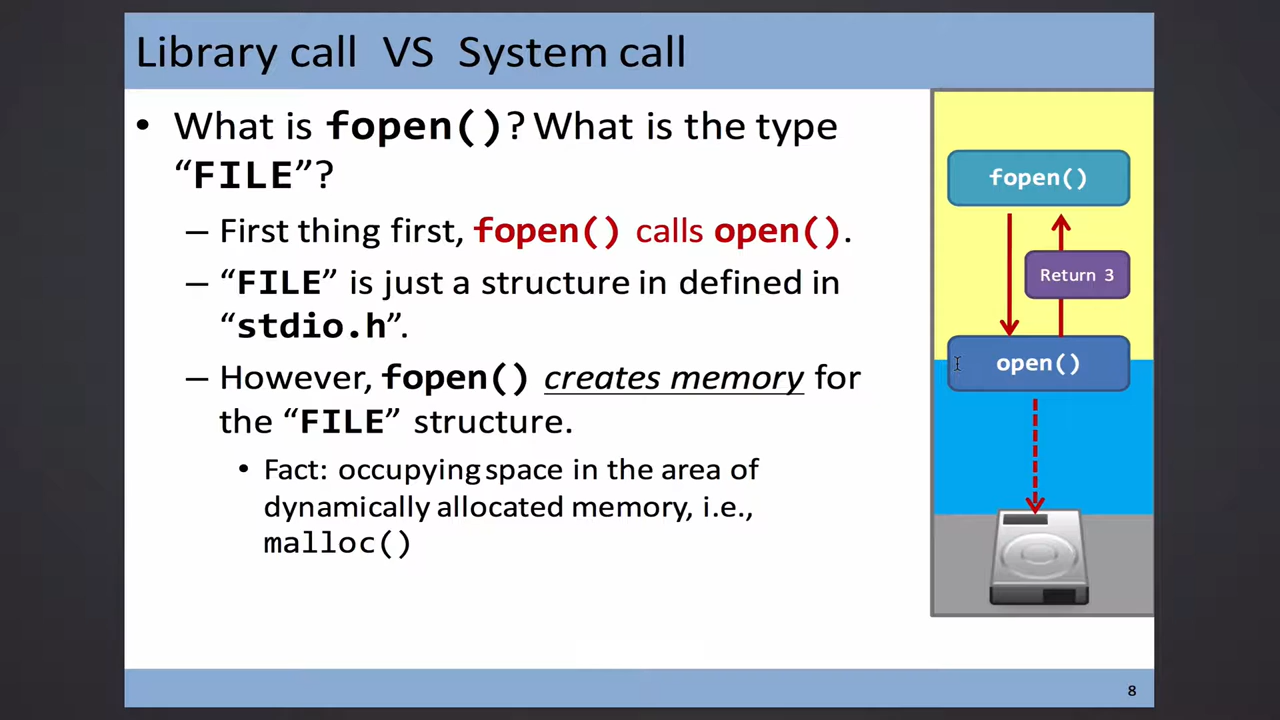 Library call VS System call
• What is fopen()? What is the type
“FILE”?
– First thing first, fopen() calls open().
– “FILE” is just a structure in defined in
“stdio.h”.
– However, fopen() creates memory for
the “FILE” structure.
• Fact: occupying space in the area of
dynamically allocated memory, i.e.,
malloc()
fopen()
Return 3
open()
8